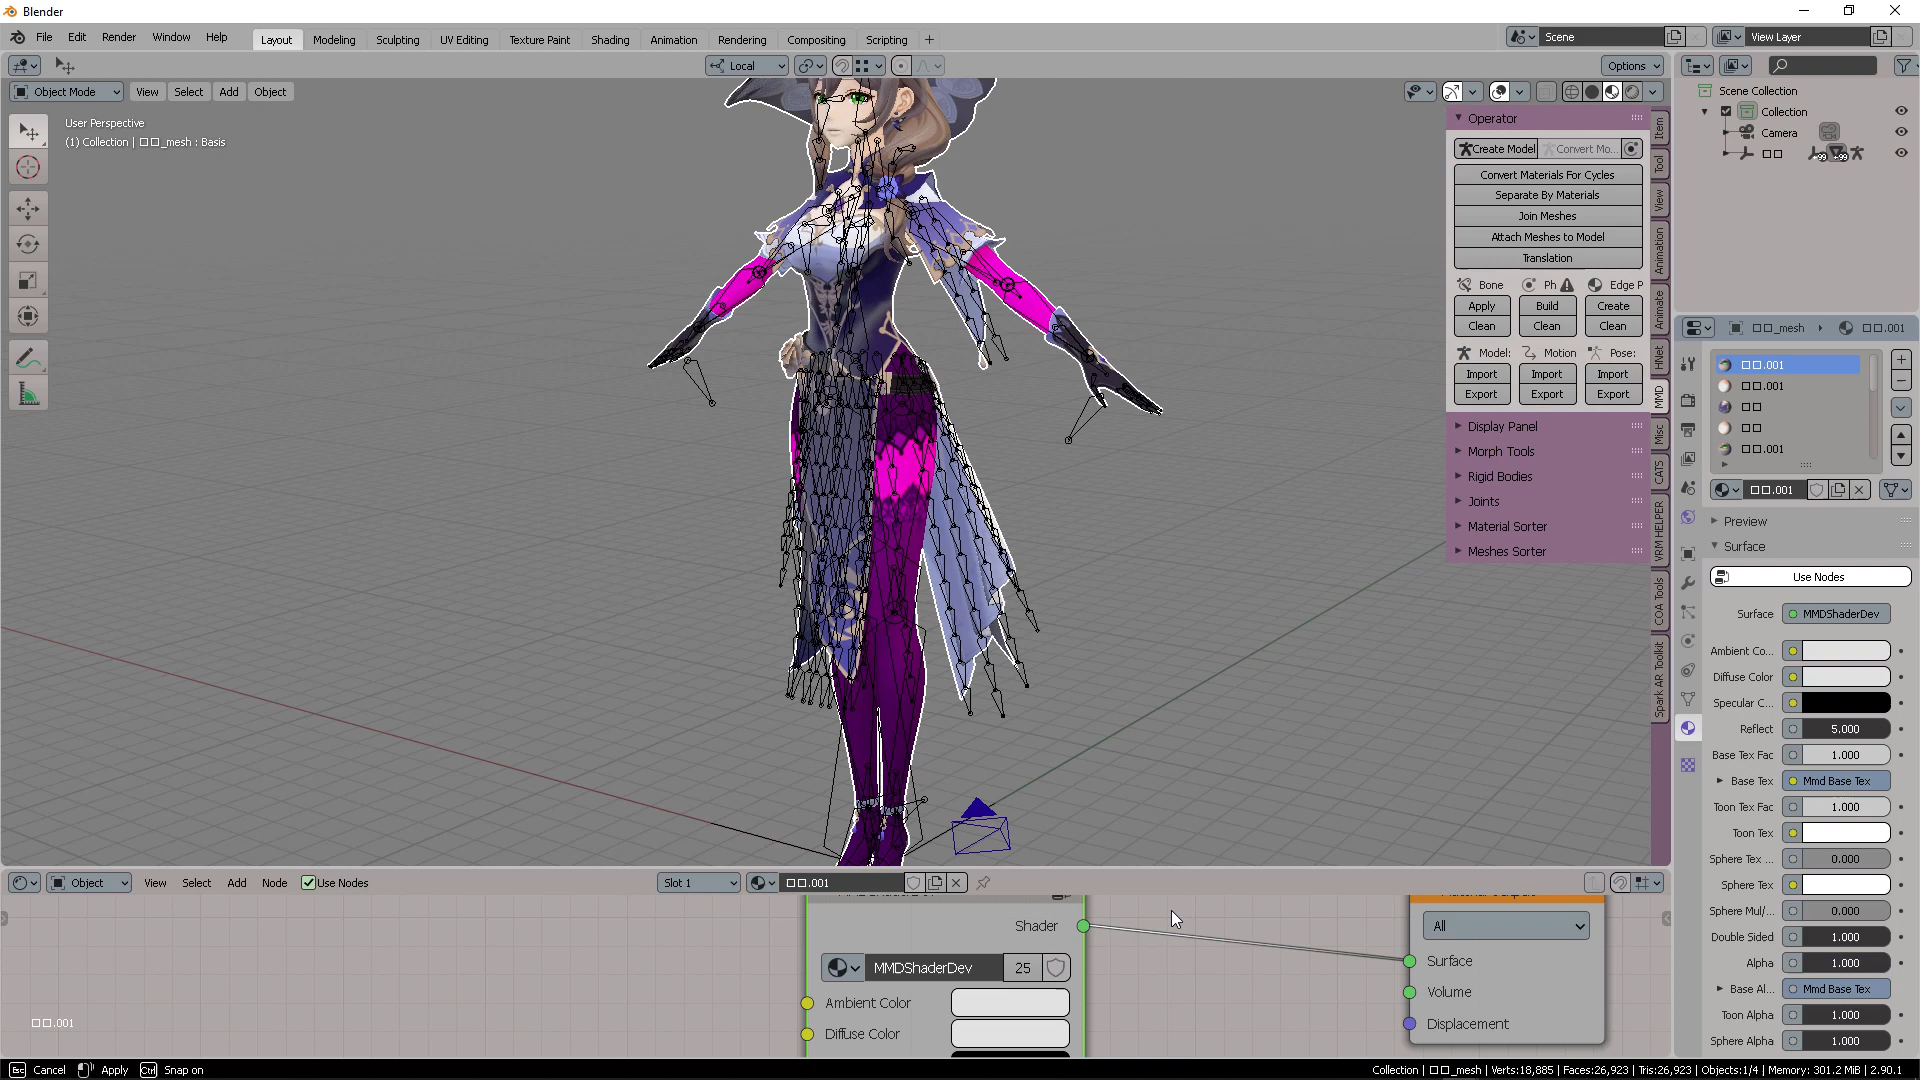 Blender
File Edit Render Window Help
Layout Modeling Sculpting UV Editing Texture Paint Shading Animation Rendering Compositing Scripting +
Scene
View Layer
Local
Options
Object Mode View Select Add Object
User Perspective
(1) Collection | □□_mesh : Basis
Operator
Create Model Convert Mo...
Convert Materials For Cycles
Separate By Materials
Join Meshes
Attach Meshes to Model
Translation
Bone Ph Edge P
Apply Build Create
Clean Clean Clean
Model: Motion Pose:
Import Import Import
Export Export Export
Display Panel
Morph Tools
Rigid Bodies
Joints
Material Sorter
Meshes Sorter
Item
Tool
View
Animation
Animate
HNet
MMD
Misc
CATS
VRM HELPER
COA Tools
Spark AR Toolkit
Scene Collection
Collection
Camera
□□ +99 +99
□□_mesh □□.001
□□.001
□□.001
□□
□□
□□.001
□□.001
Preview
Surface
Use Nodes
Surface MMDShaderDev
Ambient Co...
Diffuse Color
Specular C...
Reflect 5.000
Base Tex Fac 1.000
Base Tex Mmd Base Tex
Toon Tex Fac 1.000
Toon Tex
Sphere Tex ... 0.000
Sphere Tex
Sphere Mul/... 0.000
Double Sided 1.000
Alpha 1.000
Base Al... Mmd Base Tex
Toon Alpha 1.000
Sphere Alpha 1.000
Object View Select Add Node Use Nodes
Slot 1
□□.001
Shader
MMDShaderDev 25
Ambient Color
Diffuse Color
All
Surface
Volume
Displacement
□□.001
Esc Cancel Apply Ctrl Snap on
Collection | □□_mesh | Verts:18,885 | Faces:26,923 | Tris:26,923 | Objects:1/4 | Memory: 301.2 MiB | 2.90.1